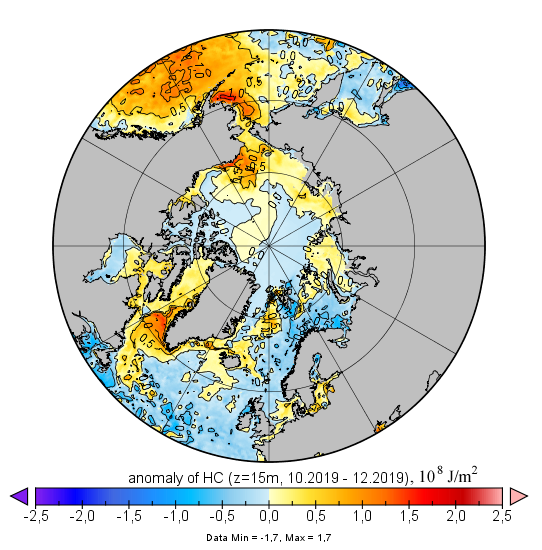 anomaly of HC (z=15m, 10.2019 - 12.2019), 10⁸ J/m²
-2,5 -2,0 -1,5 -1,0 -0,5 0,0 0,5 1,0 1,5 2,0 2,5
Data Min = -1,7, Max = 1,7